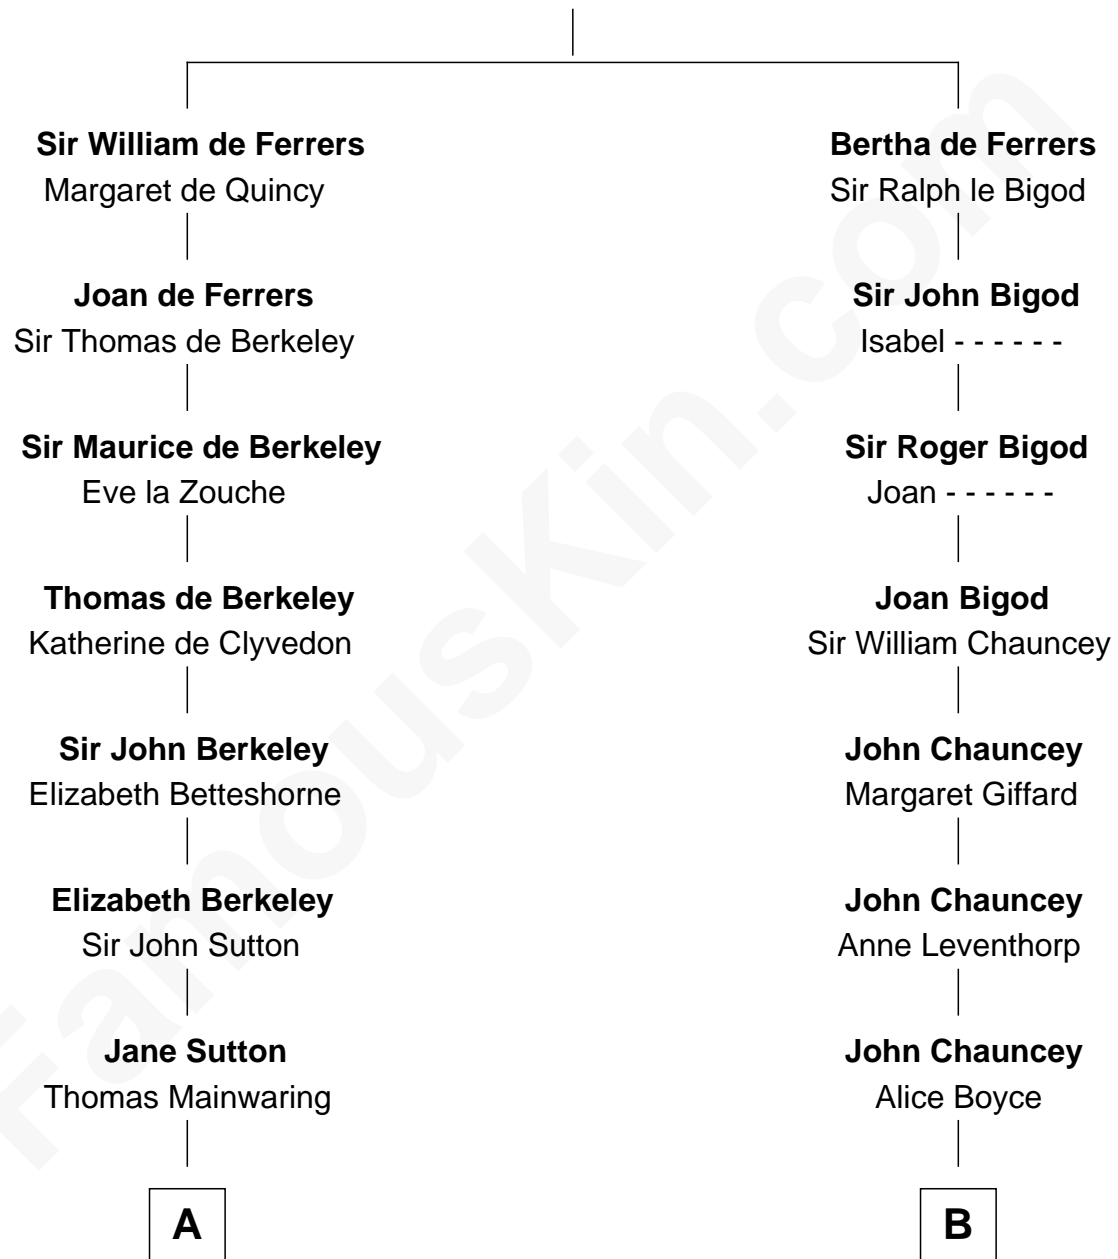 Sir William de Ferrers
Margaret de Quincy
Joan de Ferrers
Sir Thomas de Berkeley
Sir Maurice de Berkeley
Eve la Zouche
Thomas de Berkeley
Katherine de Clyvedon
Sir John Berkeley
Elizabeth Betteshorne
Elizabeth Berkeley
Sir John Sutton
Jane Sutton
Thomas Mainwaring
A
Bertha de Ferrers
Sir Ralph le Bigod
Sir John Bigod
Isabel - - - - - -
Sir Roger Bigod
Joan - - - - - -
Joan Bigod
Sir William Chauncey
John Chauncey
Margaret Giffard
John Chauncey
Anne Leventhorp
John Chauncey
Alice Boyce
B
FamousKin.com